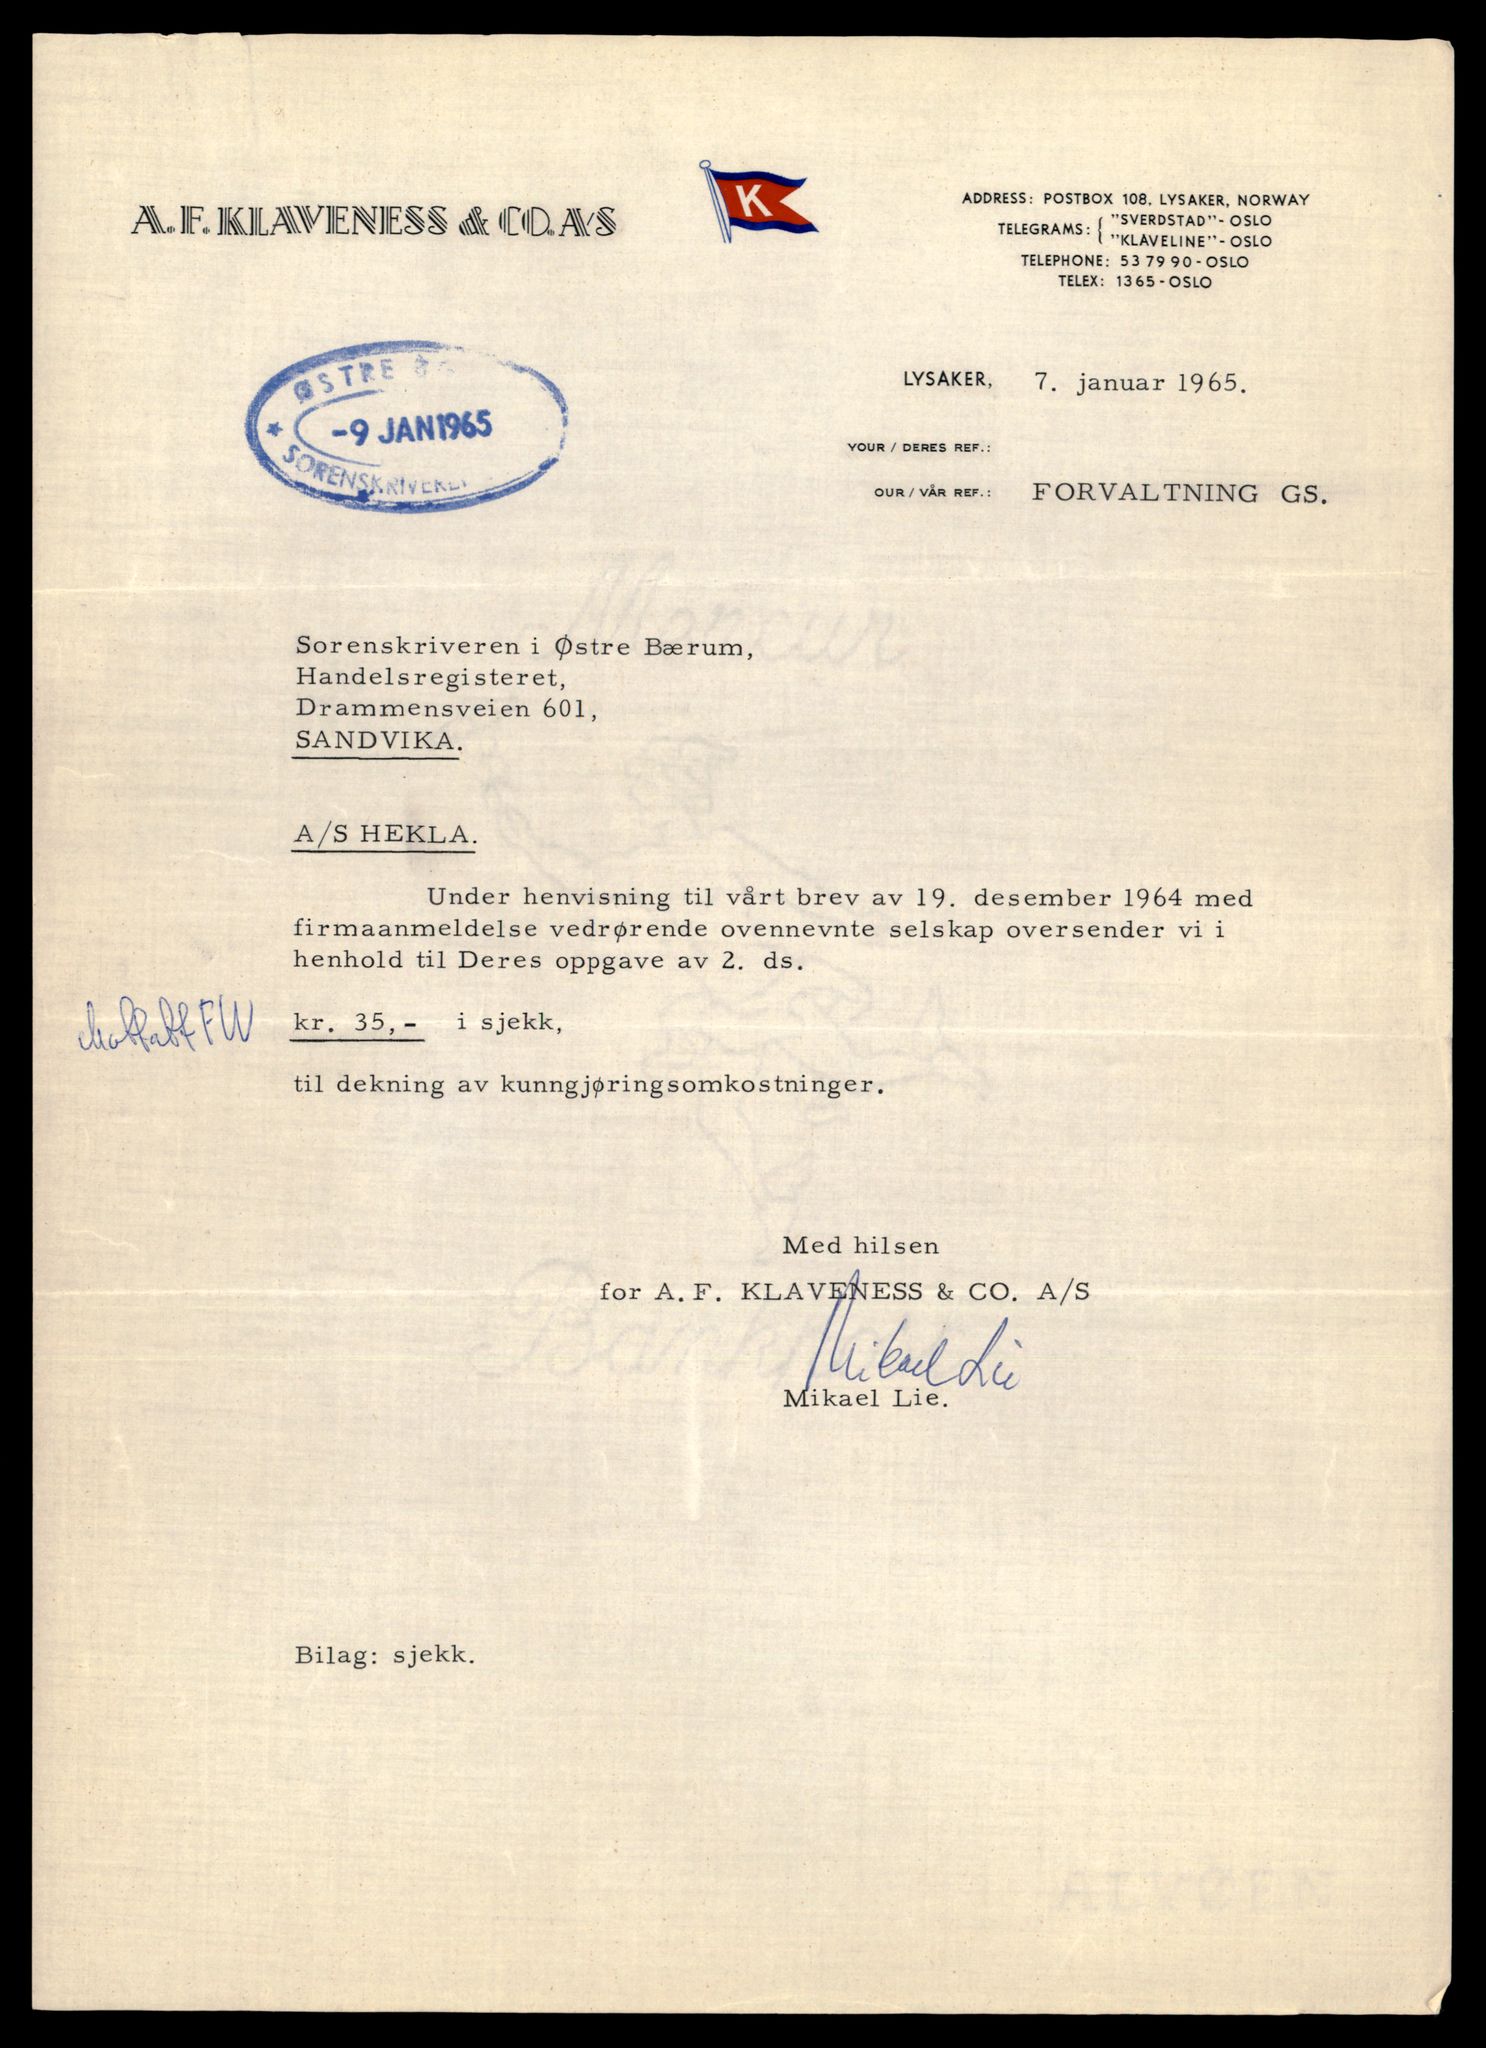 A. F. KLAVENESS & CO. A/S
K
ADDRESS: POSTBOX 108, LYSAKER, NORWAY
TELEGRAMS: { "SVERDSTAD" - OSLO
"KLAVELINE" - OSLO
TELEPHONE: 53 79 90 - OSLO
TELEX: 1365 - OSLO
ØSTRE
-9 JAN 1965
SORENSKRIVERE
LYSAKER, 7. januar 1965.
YOUR / DERES REF.:
OUR / VÅR REF.: FORVALTNING GS.
Sorenskriveren i Østre Bærum,
Handelsregisteret,
Drammensveien 601,
SANDVIKA.
A/S HEKLA.
Under henvisning til vårt brev av 19. desember 1964 med
firmaanmeldelse vedrørende ovennevnte selskap oversender vi i
henhold til Deres oppgave av 2. ds.
Mottatt FW kr. 35,- i sjekk,
til dekning av kunngjøringsomkostninger.
Med hilsen
for A. F. KLAVENESS & CO. A/S
Mikael Lie
Mikael Lie.
Bilag: sjekk.